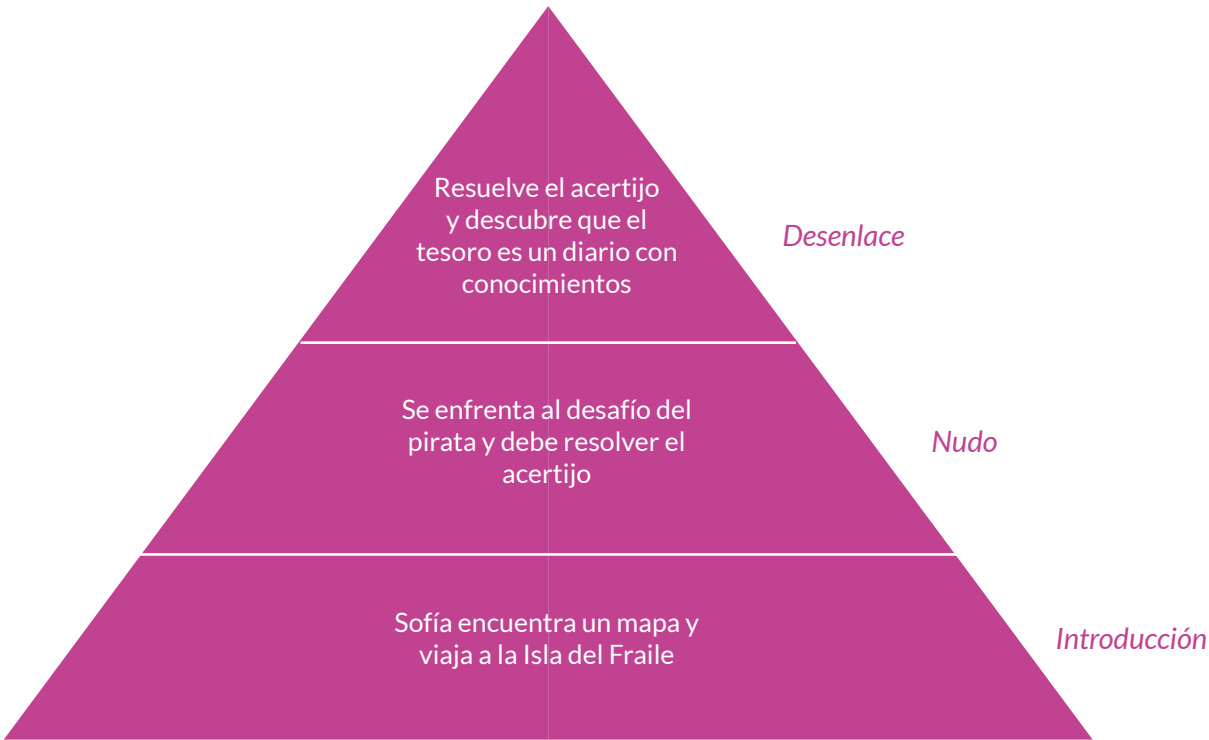 Resuelve el acertijo
y descubre que el
tesoro es un diario con
conocimientos
Desenlace
Se enfrenta al desafío del
pirata y debe resolver el
acertijo
Nudo
Sofía encuentra un mapa y
viaja a la Isla del Fraile
Introducción